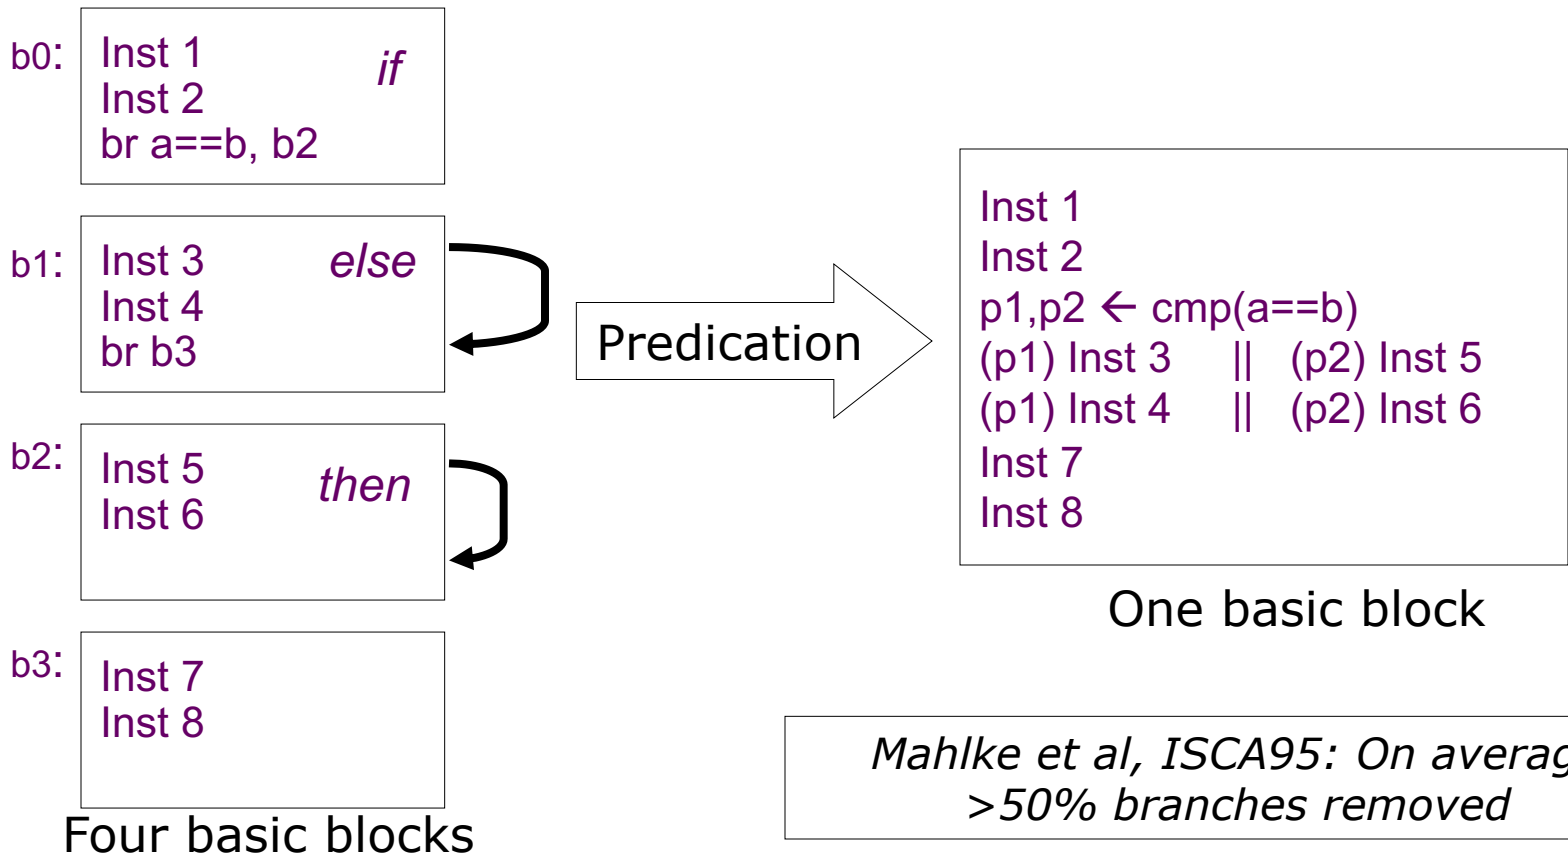 b0:
Inst 1
if
Inst 2
br a==b, b2
b1:
Inst 3
else
Inst 4
br b3
b2:
Inst 5
then
Inst 6
b3:
Inst 7
Inst 8
Four basic blocks
Predication
Inst 1
Inst 2
p1,p2 ← cmp(a==b)
(p1) Inst 3 || (p2) Inst 5
(p1) Inst 4 || (p2) Inst 6
Inst 7
Inst 8
One basic block
Mahlke et al, ISCA95: On averag
>50% branches removed